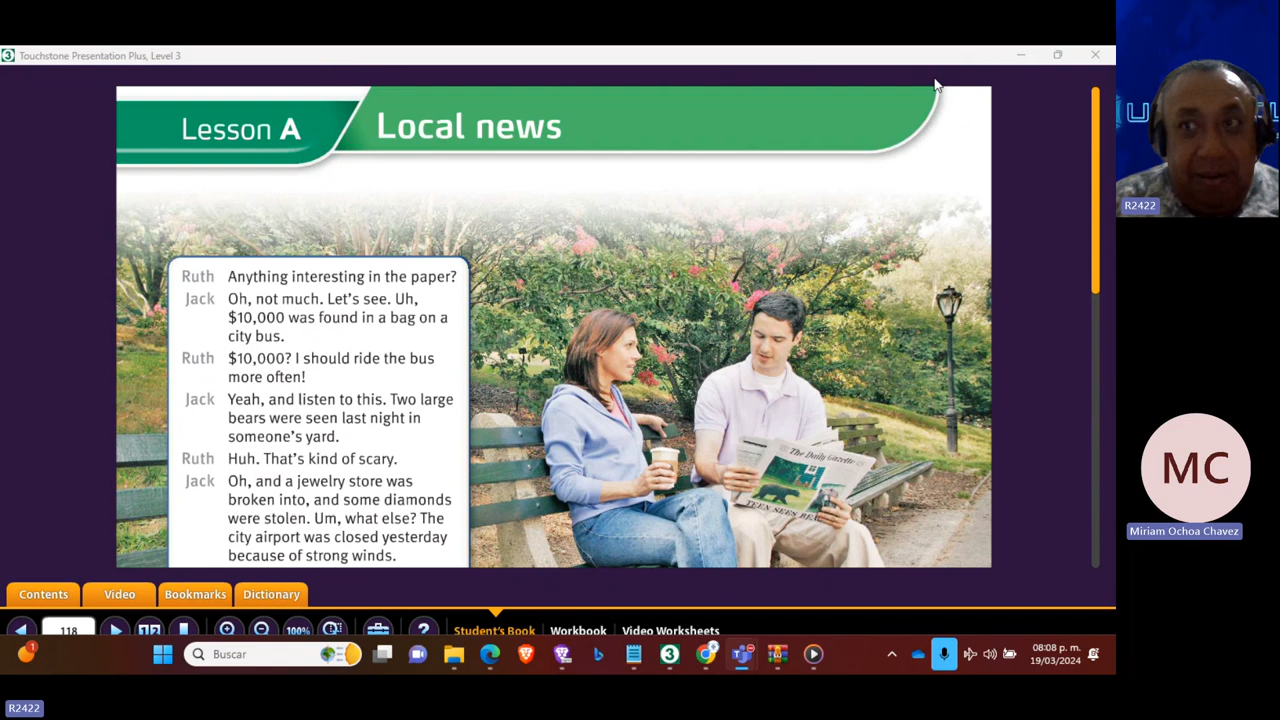 Touchstone Presentation Plus, Level 3
Lesson A
Local news
Ruth Anything interesting in the paper?
Jack Oh, not much. Let's see. Uh,
$10,000 was found in a bag on a
city bus.
Ruth $10,000? I should ride the bus
more often!
Jack Yeah, and listen to this. Two large
bears were seen last night in
someone's yard.
Ruth Huh. That's kind of scary.
Jack Oh, and a jewelry store was
broken into, and some diamonds
were stolen. Um, what else? The
city airport was closed yesterday
because of strong winds.
The Daily Gazette
TEEN SEES
R2422
MC
Miriam Ochoa Chavez
Contents Video Bookmarks Dictionary
118 100% Student's Book Workbook Video Worksheets
Buscar
08:08 p. m.
19/03/2024
R2422